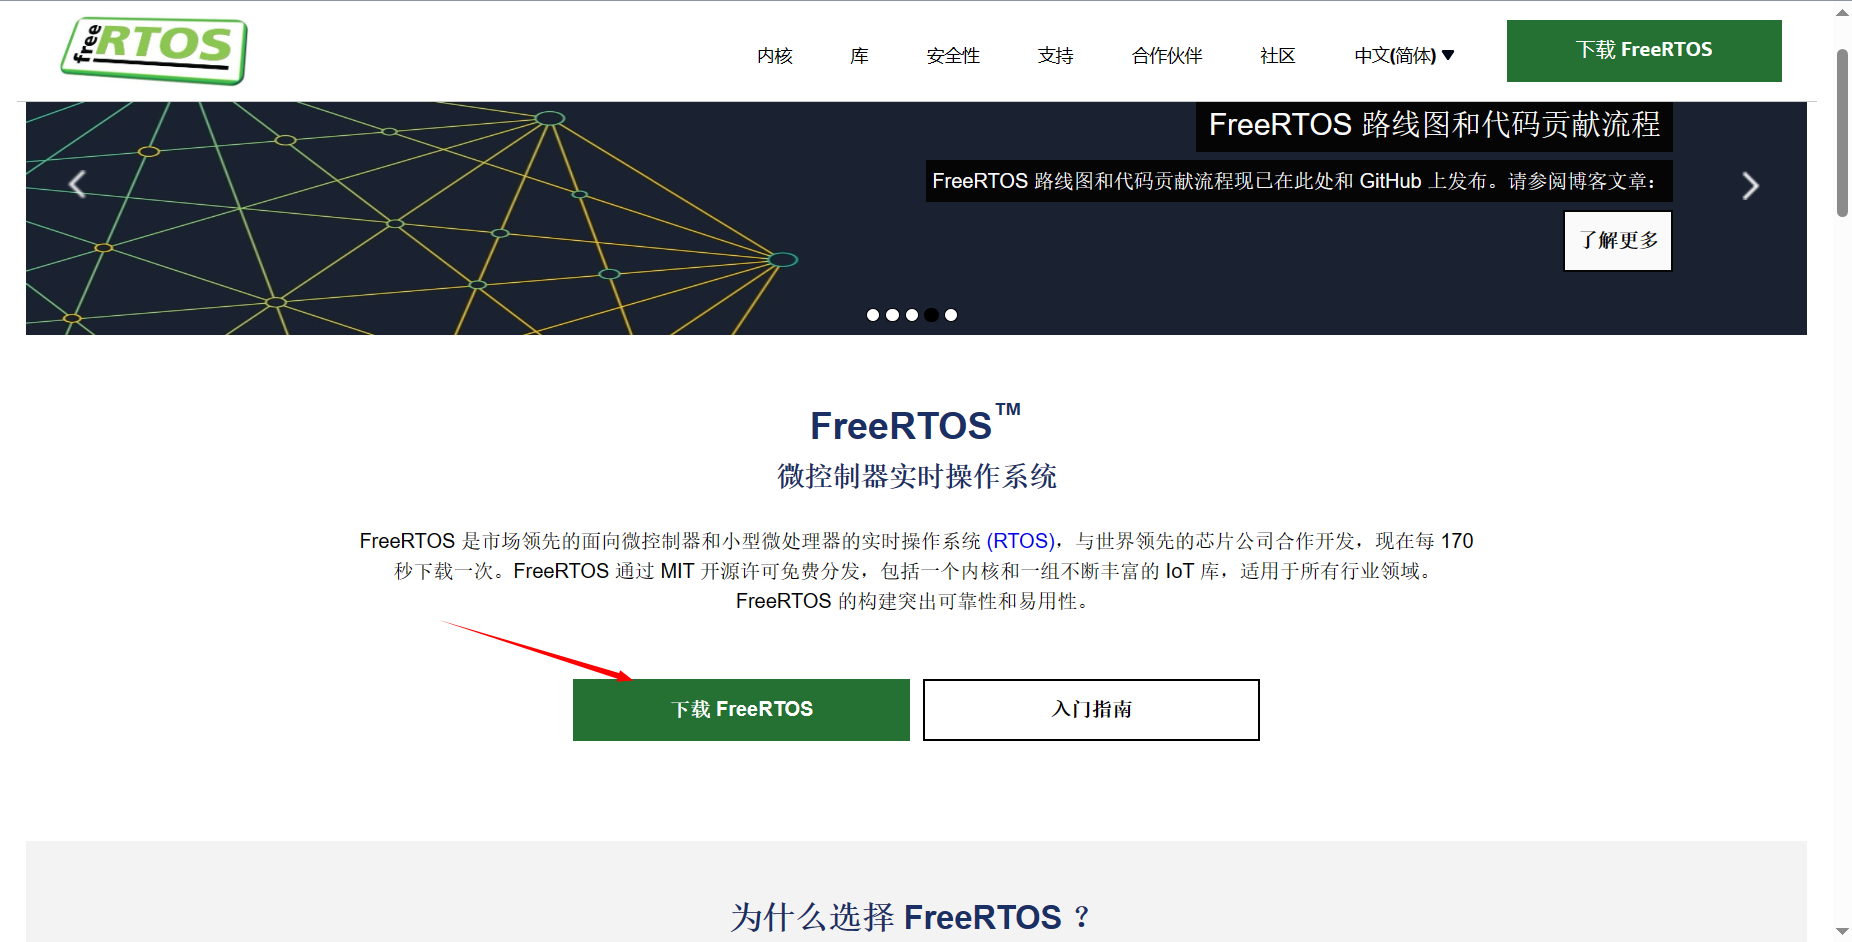 free RTOS
内核 库 安全性 支持 合作伙伴 社区 中文(简体) 下载 FreeRTOS
FreeRTOS 路线图和代码贡献流程
FreeRTOS 路线图和代码贡献流程现已在此处和 GitHub 上发布。请参阅博客文章：
了解更多
FreeRTOS™
微控制器实时操作系统
FreeRTOS 是市场领先的面向微控制器和小型微处理器的实时操作系统 (RTOS)，与世界领先的芯片公司合作开发，现在每 170
秒下载一次。FreeRTOS 通过 MIT 开源许可免费分发，包括一个内核和一组不断丰富的 IoT 库，适用于所有行业领域。
FreeRTOS 的构建突出可靠性和易用性。
下载 FreeRTOS 入门指南
为什么选择 FreeRTOS？